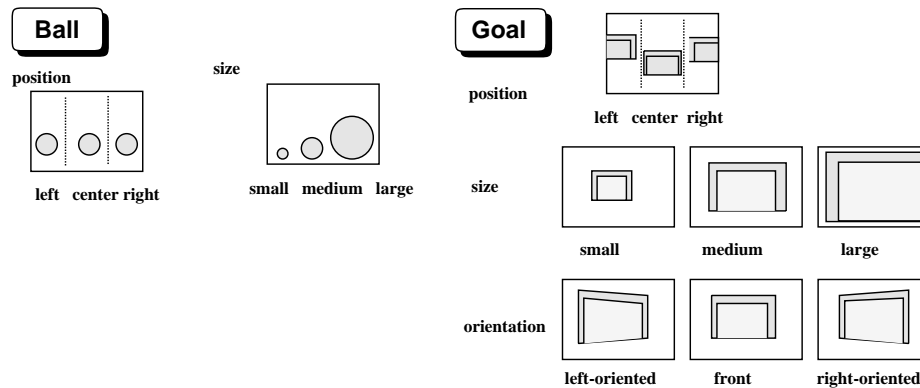 Ball
position
left center right
size
small medium large
Goal
position
left center right
size
small medium large
orientation
left-oriented front right-oriented